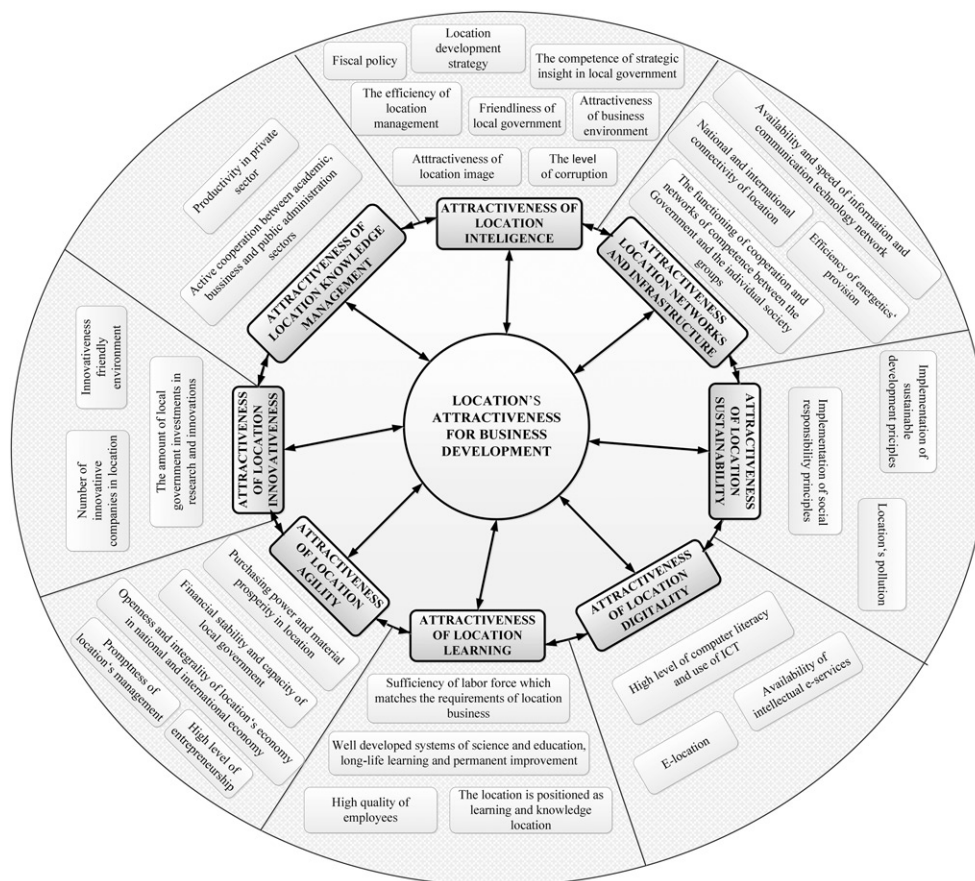 Fiscal policy
Location
development
strategy
The competence of strategic
insight in local government
The efficiency of
location
management
Friendliness of
local government
Attractiveness
of business
environment
Atttractiveness of
location image
The level
of corruption
ATTRACTIVENESS OF
LOCATION
INTELIGENCE
Availability and speed of information and
communication technology network
National and international
connectivity of location
The functioning of cooperation and
networks of competence between the
Government and the individual society
groups
Efficiency of energetics‘
provision
ATTRACTIVENESS
LOCATION NETWORKS
AND INFRASTRUCTURE
Implementation of
sustainable
development priciples
Implementation of social
responsibility principles
Location‘s
pollution
ATTRACTIVENESS
OF LOCATION
SUSTAINABILITY
High level of computer literacy
and use of ICT
Availability of
intellectual e-services
E-location
ATTRACTIVENESS
OF LOCATION
DIGITALITY
Sufficiency of labor force which
matches the requirements of location
business
Well developed systems of science and education,
long-life learning and permanent improvement
High quality of
employees
The location is positioned as
learning and knowledge
location
ATTRACTIVENESS
OF LOCATION
LEARNING
Purchasing power and material
prosperity in location
Financial stability and capacity of
local government
Openness and integrality of location‘s economy
in national and international economy
Promptness of
location‘s management
High level of
entrepreneurship
ATTRACTIVENESS
OF LOCATION
AGILITY
Innovativeness
friendly
environment
The amount of local
government investments in
research and innovations
Number of
innovatinve
companies in location
ATTRACTIVENESS
OF LOCATION
INNOVATIVENESS
Productivity in private
sector
Active cooperation between academic,
bussiness and public administration
sectors
ATTRACTIVENESS OF
LOCATION KNOWLEDGE
MANAGEMENT
LOCATION`S
ATTRACTIVENESS
FOR BUSINESS
DEVELOPMENT